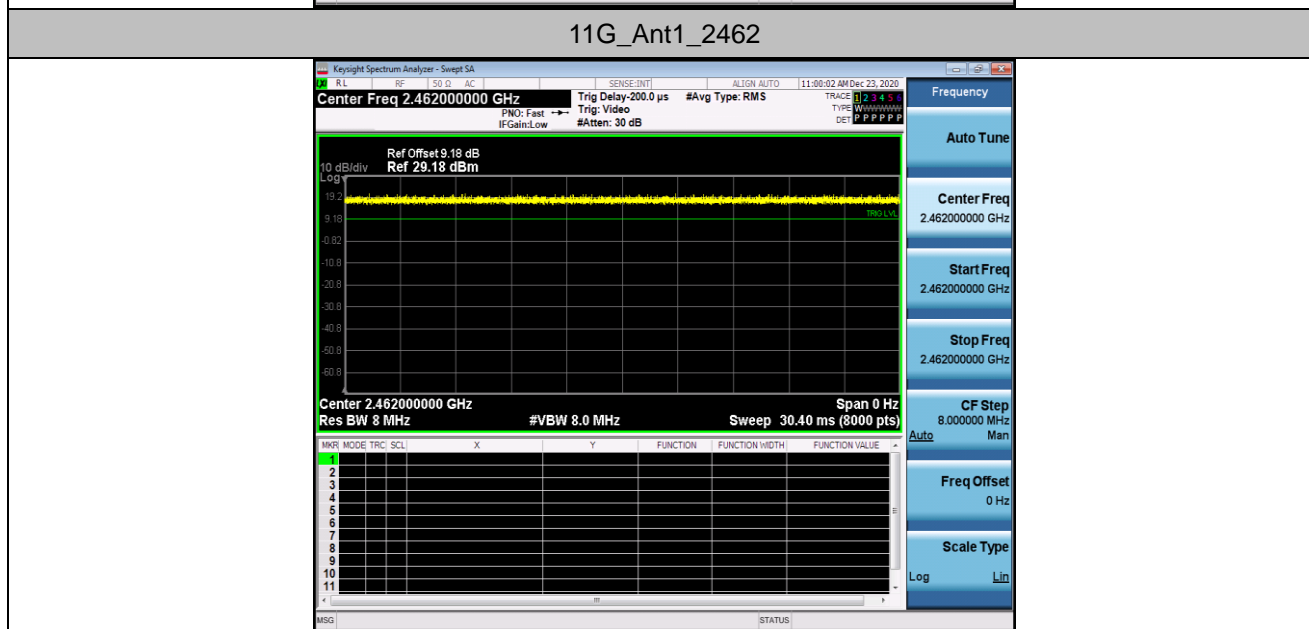 11G_Ant1_2462
Keysight Spectrum Analyzer - Swept SA
RL RF 50 Ω AC SENSE:INT ALIGN AUTO 11:00:02 AM Dec 23, 2020
Center Freq 2.462000000 GHz Trig Delay-200.0 µs #Avg Type: RMS TRACE 1 2 3 4 5 6
PNO: Fast Trig: Video TYPE W
IFGain:Low #Atten: 30 dB DET P P P P P P
Frequency
Auto Tune
Center Freq
2.462000000 GHz
Start Freq
2.462000000 GHz
Stop Freq
2.462000000 GHz
CF Step
8.000000 MHz
Auto Man
Freq Offset
0 Hz
Scale Type
Log Lin
Ref Offset 9.18 dB
10 dB/div Ref 29.18 dBm
Log
19.2
9.18 TRIG LVL
-0.82
-10.8
-20.8
-30.8
-40.8
-50.8
-60.8
Center 2.462000000 GHz Span 0 Hz
Res BW 8 MHz #VBW 8.0 MHz Sweep 30.40 ms (8000 pts)
MKR MODE TRC SCL X Y FUNCTION FUNCTION WIDTH FUNCTION VALUE
1
2
3
4
5
6
7
8
9
10
11
MSG STATUS